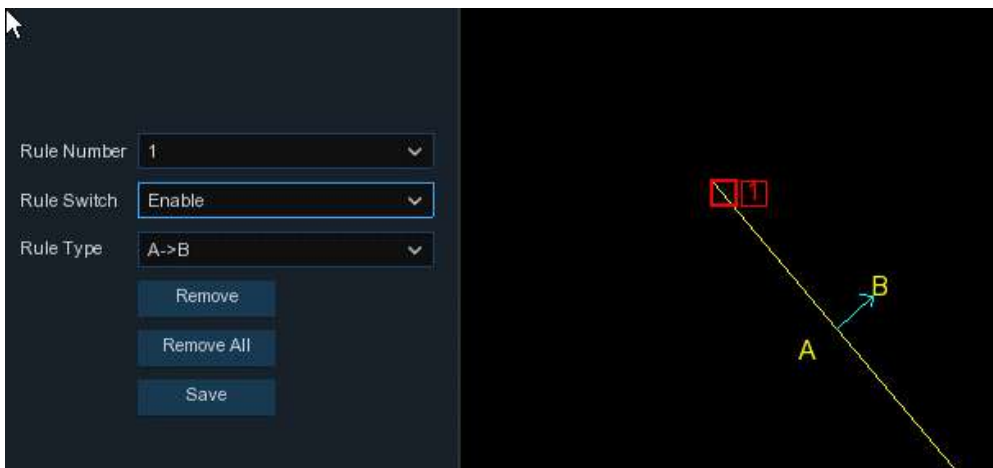 Rule Number 1
Rule Switch Enable
Rule Type A->B
Remove
Remove All
Save
1
B
A